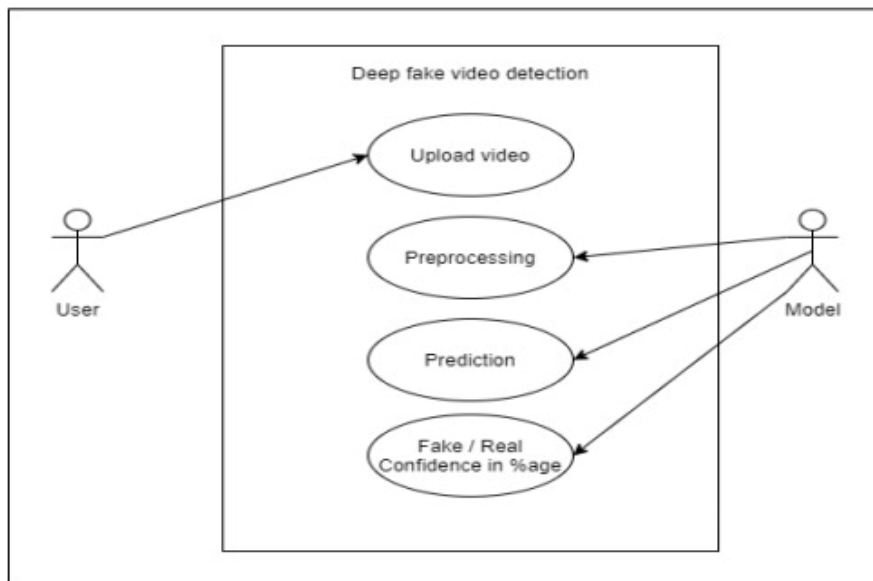 Deep fake video detection
Upload video
Preprocessing
User
Model
Prediction
Fake / Real
Confidence in %age